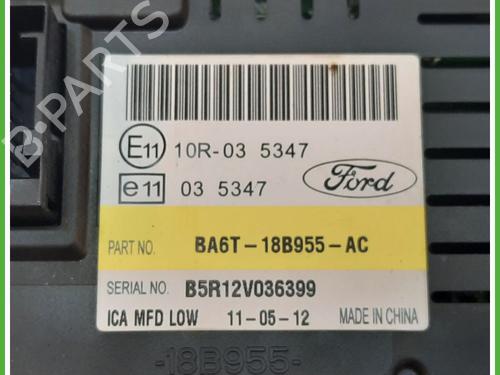 E11 10R-03 5347
e11 03 5347
Ford
PART NO. BA6T-18B955-AC
SERIAL NO. B5R12V036399
ICA MFD LOW 11-05-12 MADE IN CHINA
-18B955-
B-PARTS
B-PARTS